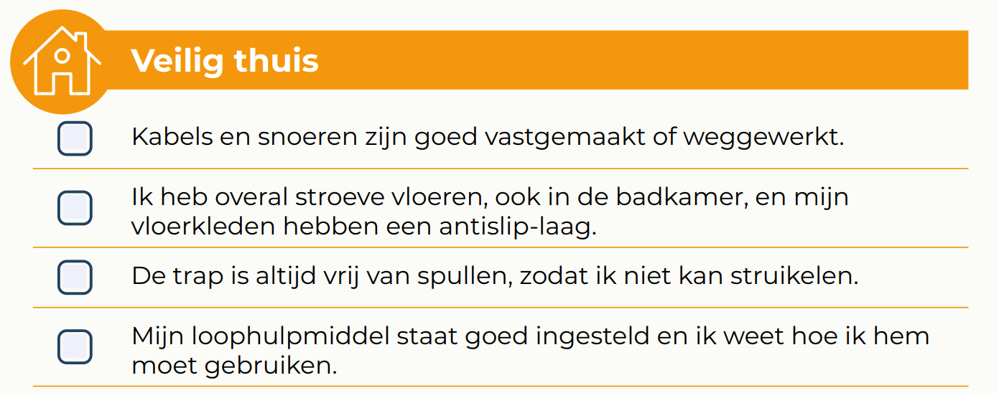 Veilig thuis
Kabels en snoeren zijn goed vastgemaakt of weggewerkt.
Ik heb overal stroeve vloeren, ook in de badkamer, en mijn
vloerkleden hebben een antislip-laag.
De trap is altijd vrij van spullen, zodat ik niet kan struikelen.
Mijn loophulpmiddel staat goed ingesteld en ik weet hoe ik hem
moet gebruiken.